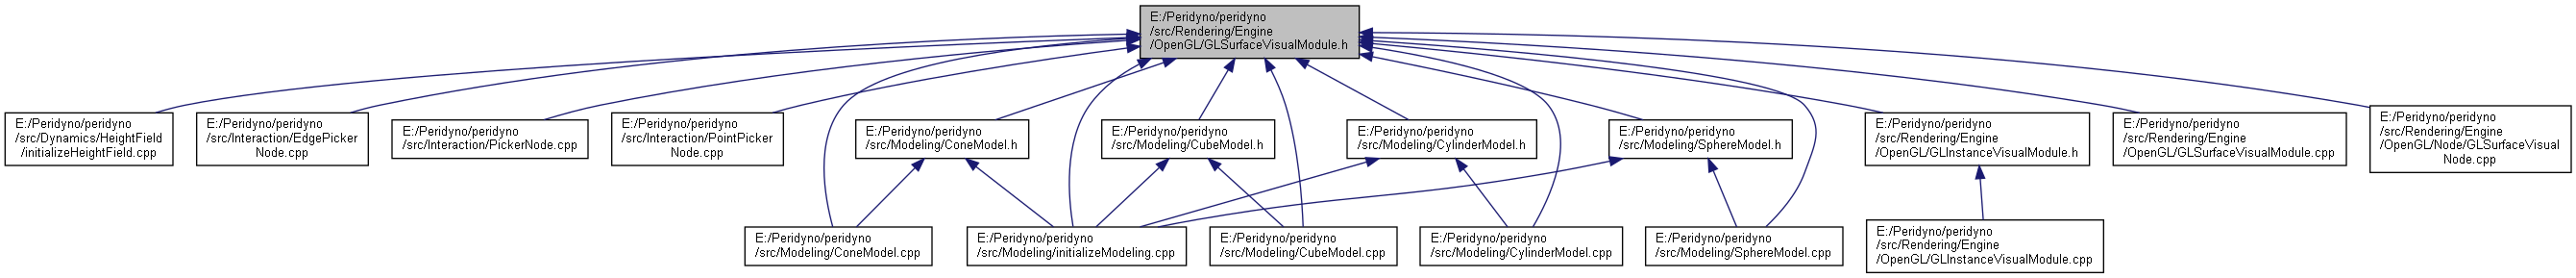 E:/Peridyno/peridyno
/src/Rendering/Engine
/OpenGL/GLSurfaceVisualModule.h
E:/Peridyno/peridyno
/src/Dynamics/HeightField
/initializeHeightField.cpp
E:/Peridyno/peridyno
/src/Interaction/EdgePicker
Node.cpp
E:/Peridyno/peridyno
/src/Interaction/PickerNode.cpp
E:/Peridyno/peridyno
/src/Interaction/PointPicker
Node.cpp
E:/Peridyno/peridyno
/src/Modeling/ConeModel.h
E:/Peridyno/peridyno
/src/Modeling/CubeModel.h
E:/Peridyno/peridyno
/src/Modeling/CylinderModel.h
E:/Peridyno/peridyno
/src/Modeling/SphereModel.h
E:/Peridyno/peridyno
/src/Rendering/Engine
/OpenGL/GLInstanceVisualModule.h
E:/Peridyno/peridyno
/src/Rendering/Engine
/OpenGL/GLSurfaceVisualModule.cpp
E:/Peridyno/peridyno
/src/Rendering/Engine
/OpenGL/Node/GLSurfaceVisual
Node.cpp
E:/Peridyno/peridyno
/src/Modeling/ConeModel.cpp
E:/Peridyno/peridyno
/src/Modeling/initializeModeling.cpp
E:/Peridyno/peridyno
/src/Modeling/CubeModel.cpp
E:/Peridyno/peridyno
/src/Modeling/CylinderModel.cpp
E:/Peridyno/peridyno
/src/Modeling/SphereModel.cpp
E:/Peridyno/peridyno
/src/Rendering/Engine
/OpenGL/GLInstanceVisualModule.cpp